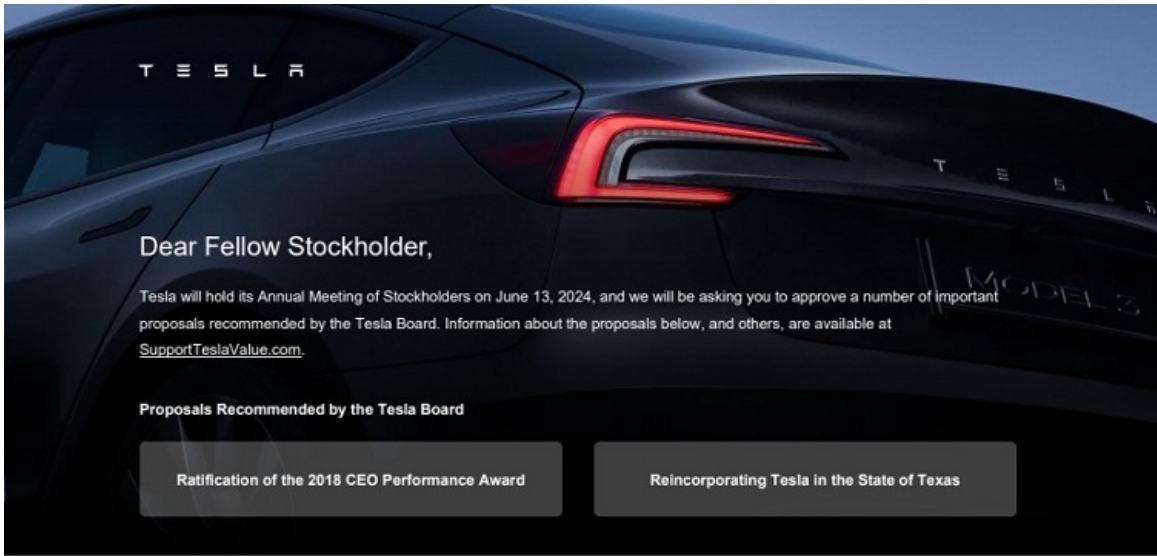 TESLA
TESLA
MODEL 3
Dear Fellow Stockholder,
Tesla will hold its Annual Meeting of Stockholders on June 13, 2024, and we will be asking you to approve a number of important
proposals recommended by the Tesla Board. Information about the proposals below, and others, are available at
SupportTeslaValue.com.
Proposals Recommended by the Tesla Board
Ratification of the 2018 CEO Performance Award
Reincorporating Tesla in the State of Texas